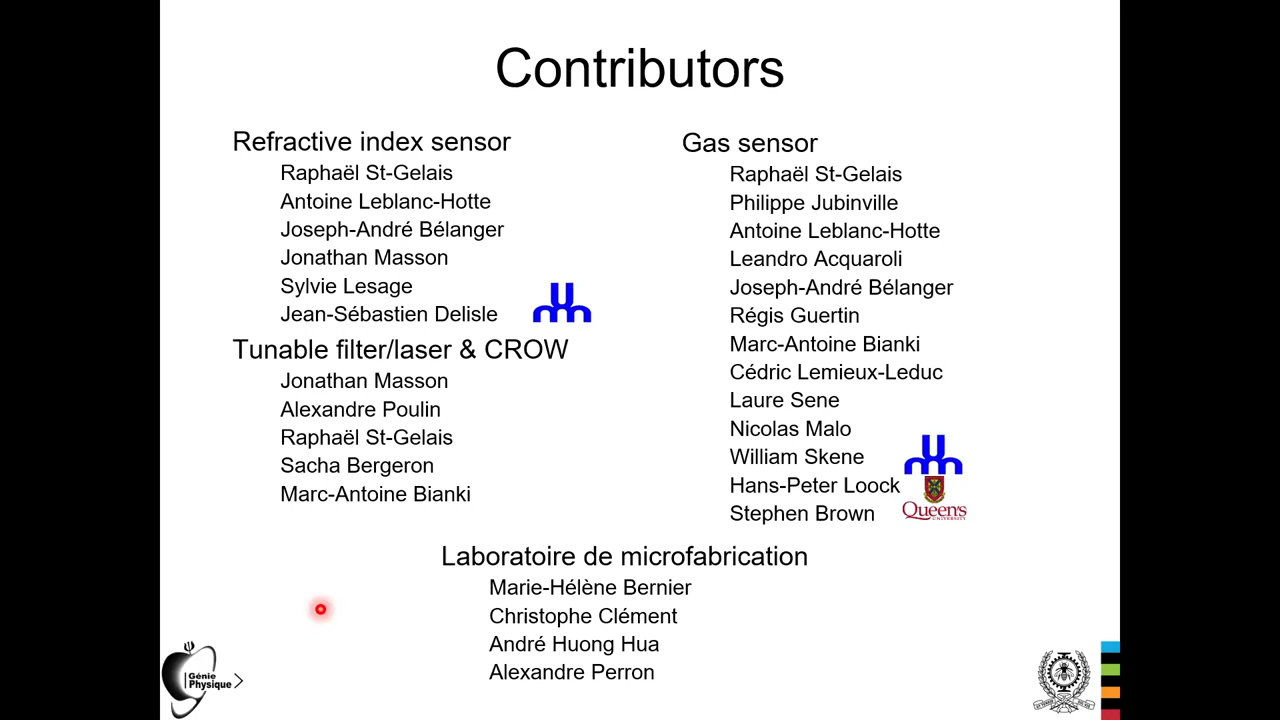 Contributors
Refractive index sensor
Raphaël St-Gelais
Antoine Leblanc-Hotte
Joseph-André Bélanger
Jonathan Masson
Sylvie Lesage
Jean-Sébastien Delisle
Tunable filter/laser & CROW
Jonathan Masson
Alexandre Poulin
Raphaël St-Gelais
Sacha Bergeron
Marc-Antoine Bianki
Gas sensor
Raphaël St-Gelais
Philippe Jubinville
Antoine Leblanc-Hotte
Leandro Acquaroli
Joseph-André Bélanger
Régis Guertin
Marc-Antoine Bianki
Cédric Lemieux-Leduc
Laure Sene
Nicolas Malo
William Skene
Hans-Peter Loock
Stephen Brown
Queen's
UNIVERSITY
Laboratoire de microfabrication
Marie-Hélène Bernier
Christophe Clément
André Huong Hua
Alexandre Perron
Génie
Physique